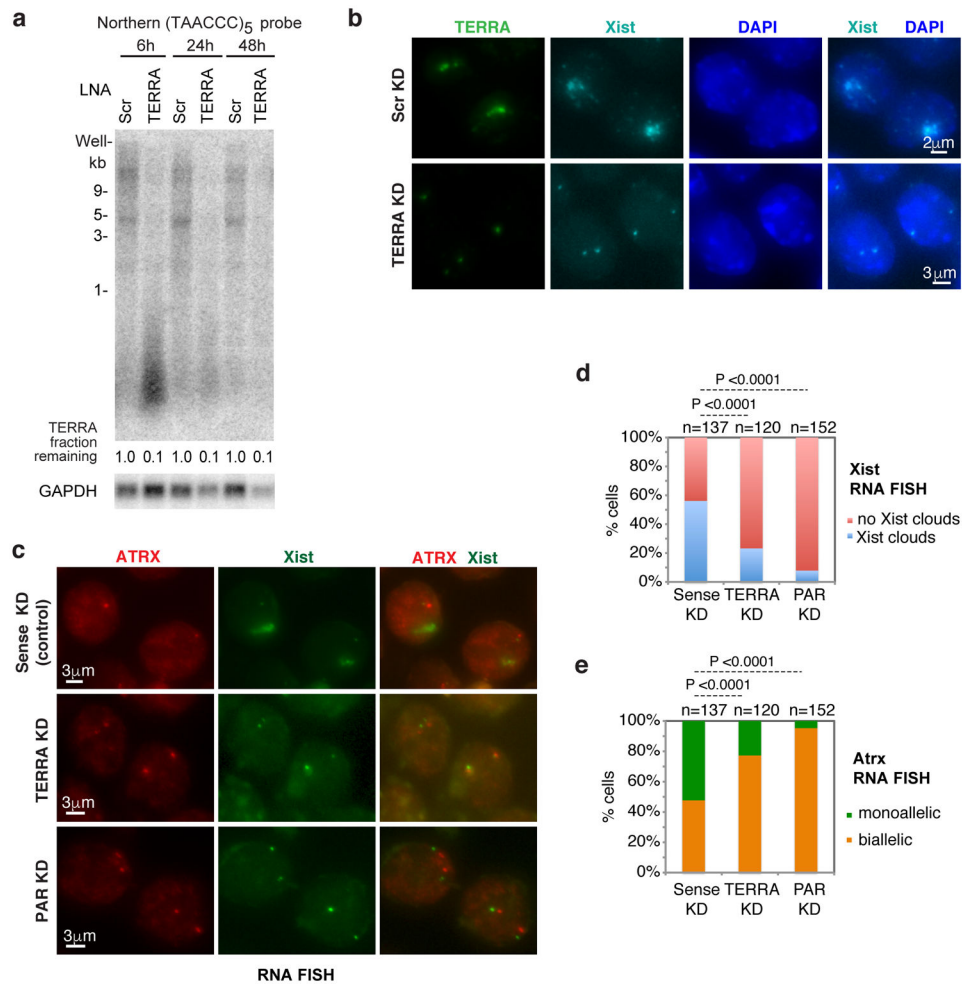 a
Northern (TAACCC)5 probe
6h 24h 48h
LNA
Scr TERRA Scr TERRA Scr TERRA
Well-
kb
9-
5-
3-
1-
TERRA
fraction
remaining
1.0 0.1 1.0 0.1 1.0 0.1
GAPDH
b
TERRA Xist DAPI Xist DAPI
Scr KD
2μm
TERRA KD
3μm
c
ATRX Xist ATRX Xist
Sense KD
(control)
3μm
TERRA KD
3μm
PAR KD
3μm
RNA FISH
d
P <0.0001
P <0.0001
n=137 n=120 n=152
100%
80%
60%
40%
20%
0%
% cells
Sense TERRA PAR
KD KD KD
Xist
RNA FISH
no Xist clouds
Xist clouds
e
P <0.0001
P <0.0001
n=137 n=120 n=152
100%
80%
60%
40%
20%
0%
% cells
Sense TERRA PAR
KD KD KD
Atrx
RNA FISH
monoallelic
biallelic